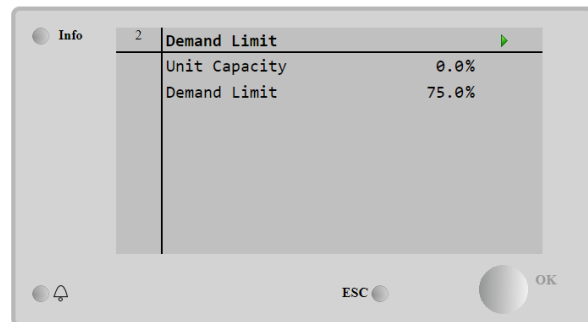 Info
2 Demand Limit
Unit Capacity 0.0%
Demand Limit 75.0%
ESC
OK